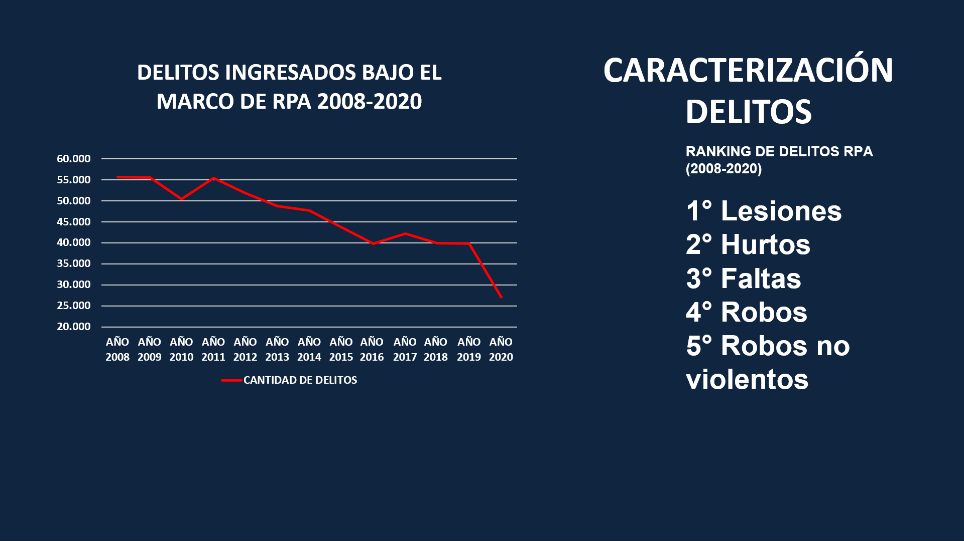 DELITOS INGRESADOS BAJO EL
MARCO DE RPA 2008-2020
60.000
55.000
50.000
45.000
40.000
35.000
30.000
25.000
20.000
AÑO AÑO AÑO AÑO AÑO AÑO AÑO AÑO AÑO AÑO AÑO AÑO AÑO
2008 2009 2010 2011 2012 2013 2014 2015 2016 2017 2018 2019 2020
CANTIDAD DE DELITOS
CARACTERIZACIÓN
DELITOS
RANKING DE DELITOS RPA
(2008-2020)
1° Lesiones
2° Hurtos
3° Faltas
4° Robos
5° Robos no
violentos